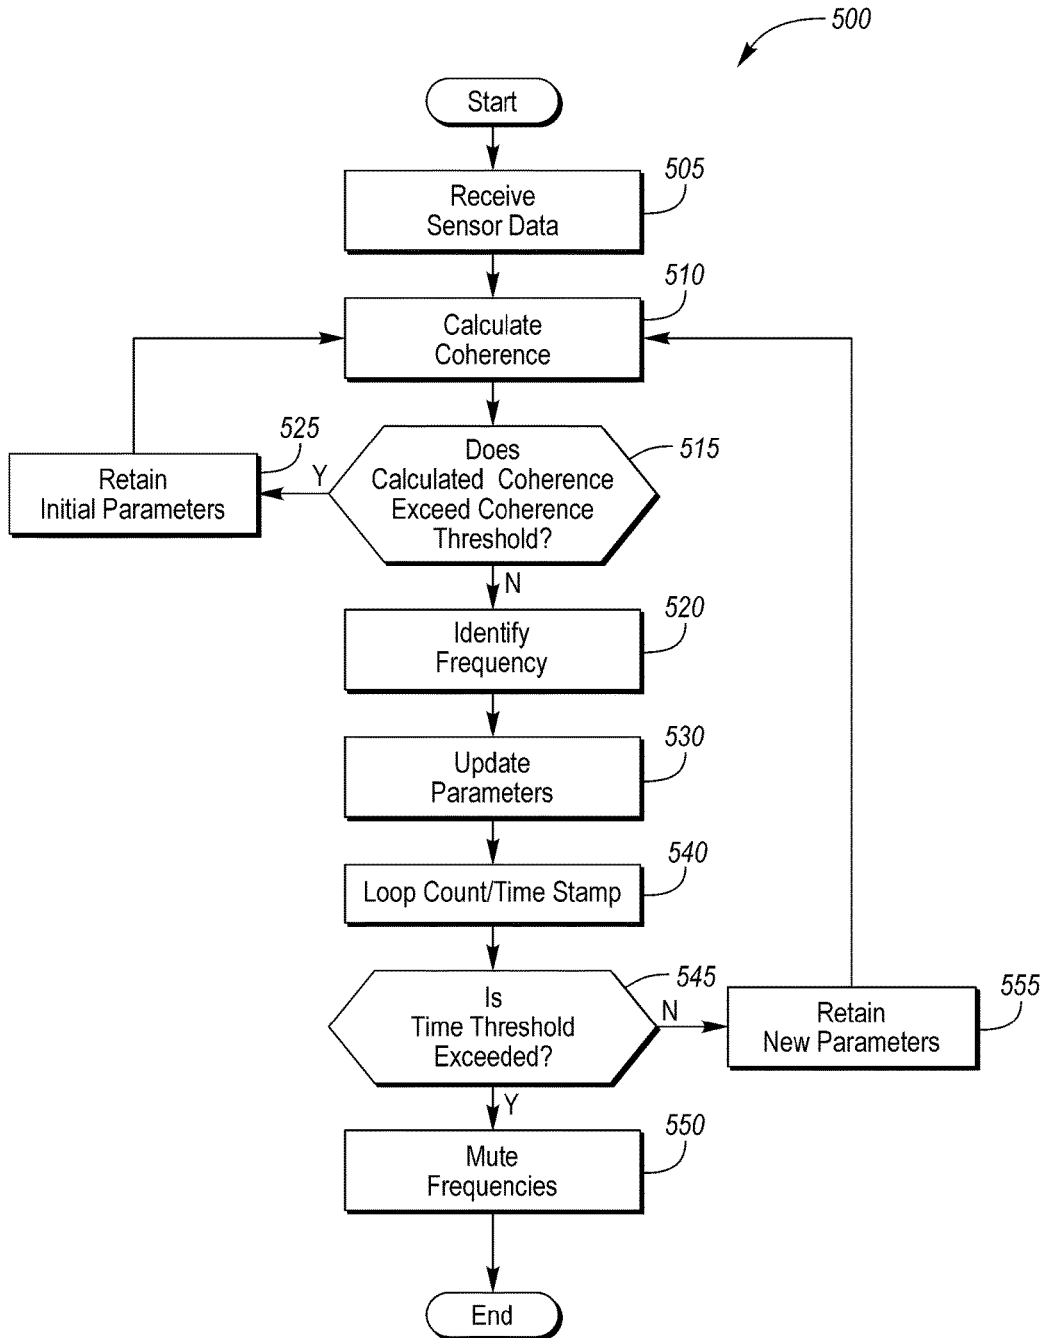 500
Start
505
Receive
Sensor Data
510
Calculate
Coherence
525
Retain
Initial Parameters
Y
Does
Calculated Coherence
Exceed Coherence
Threshold?
515
N
520
Identify
Frequency
530
Update
Parameters
540
Loop Count/Time Stamp
545
Is
Time Threshold
Exceeded?
N
555
Retain
New Parameters
Y
550
Mute
Frequencies
End